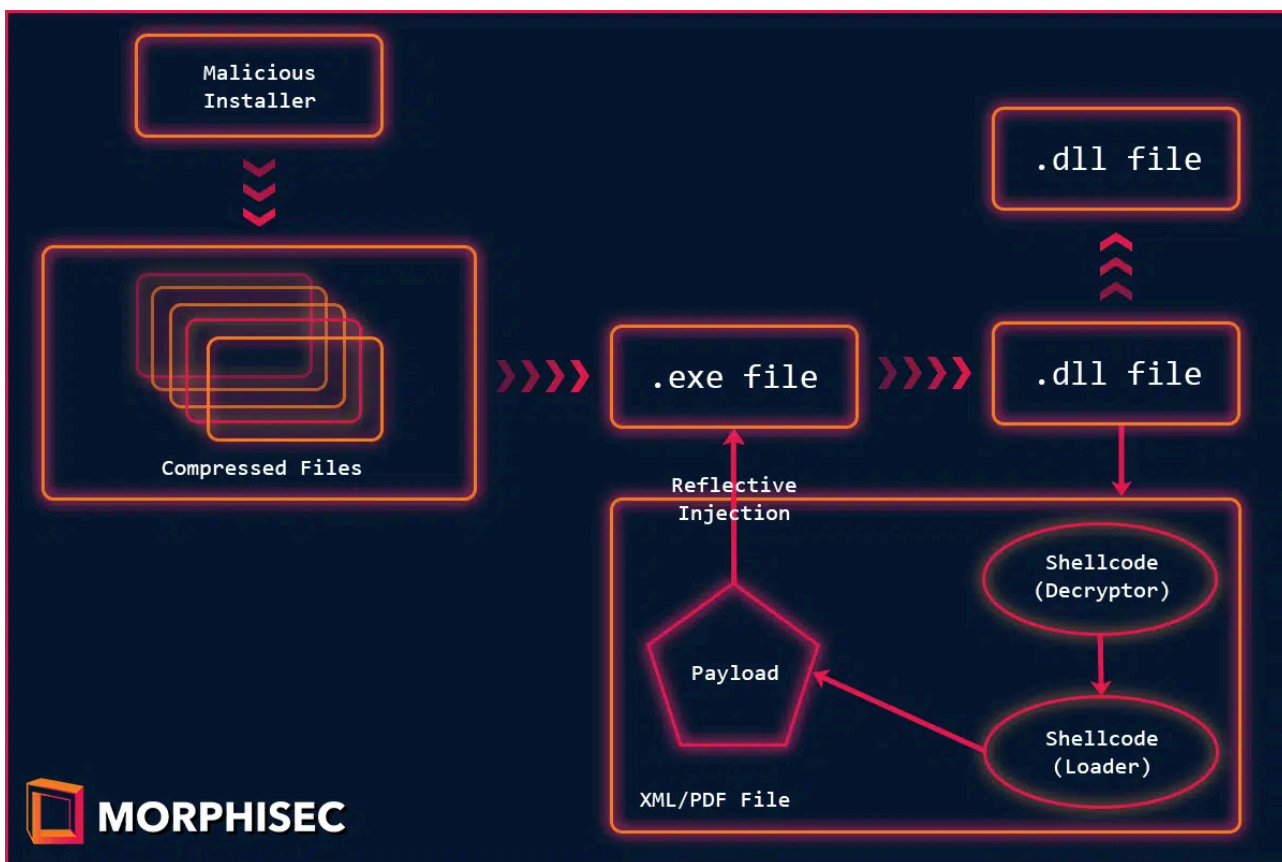 Malicious
Installer
.dll file
Compressed Files
.exe file
.dll file
Reflective
Injection
Shellcode
(Decryptor)
Payload
Shellcode
(Loader)
XML/PDF File
MORPHISEC